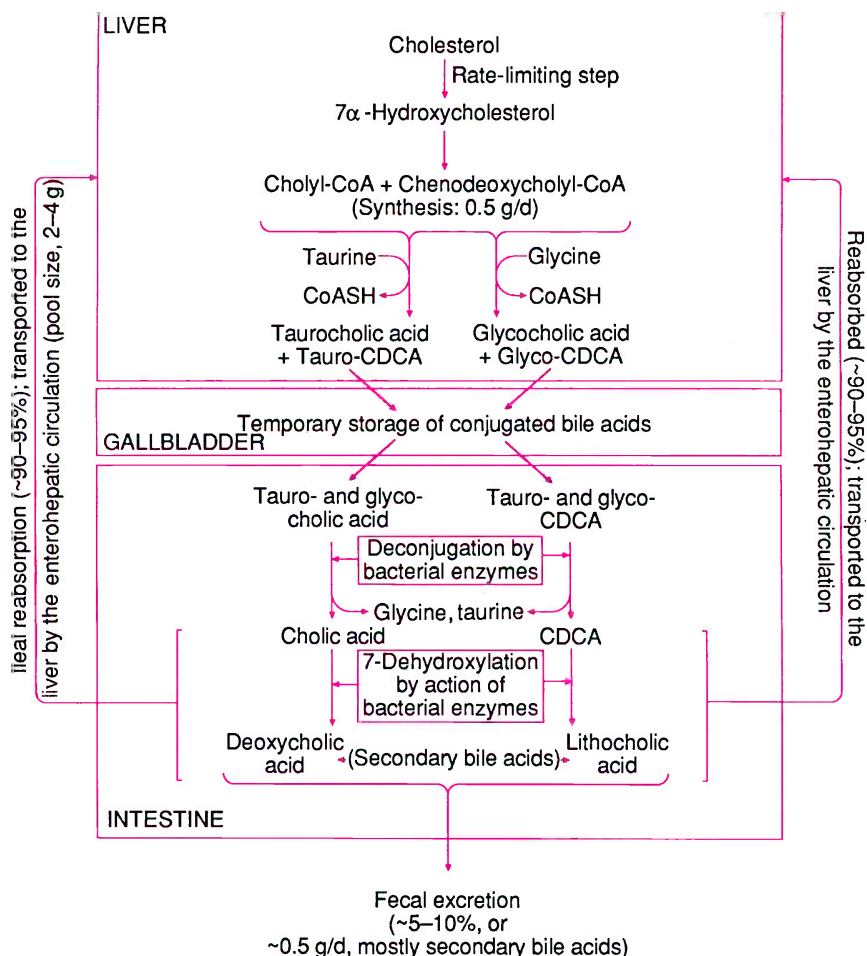 LIVER
Cholesterol
Rate-limiting step
7α-Hydroxycholesterol
Cholyl-CoA + Chenodeoxycholyl-CoA
(Synthesis: 0.5 g/d)
Taurine
Glycine
CoASH
CoASH
Taurocholic acid
+ Tauro-CDCA
Glycocholic acid
+ Glyco-CDCA
Temporary storage of conjugated bile acids
GALLBLADDER
Tauro- and glyco-
cholic acid
Tauro- and glyco-
CDCA
Deconjugation by
bacterial enzymes
Glycine, taurine
Cholic acid
CDCA
7-Dehydroxylation
by action of
bacterial enzymes
Deoxycholic
acid
(Secondary bile acids)
Lithocholic
acid
INTESTINE
Fecal excretion
(~5–10%, or
~0.5 g/d, mostly secondary bile acids)
Ileal reabsorption (~90–95%); transported to the
liver by the enterohepatic circulation (pool size, 2–4 g)
Reabsorbed (~90–95%); transported to the
liver by the enterohepatic circulation